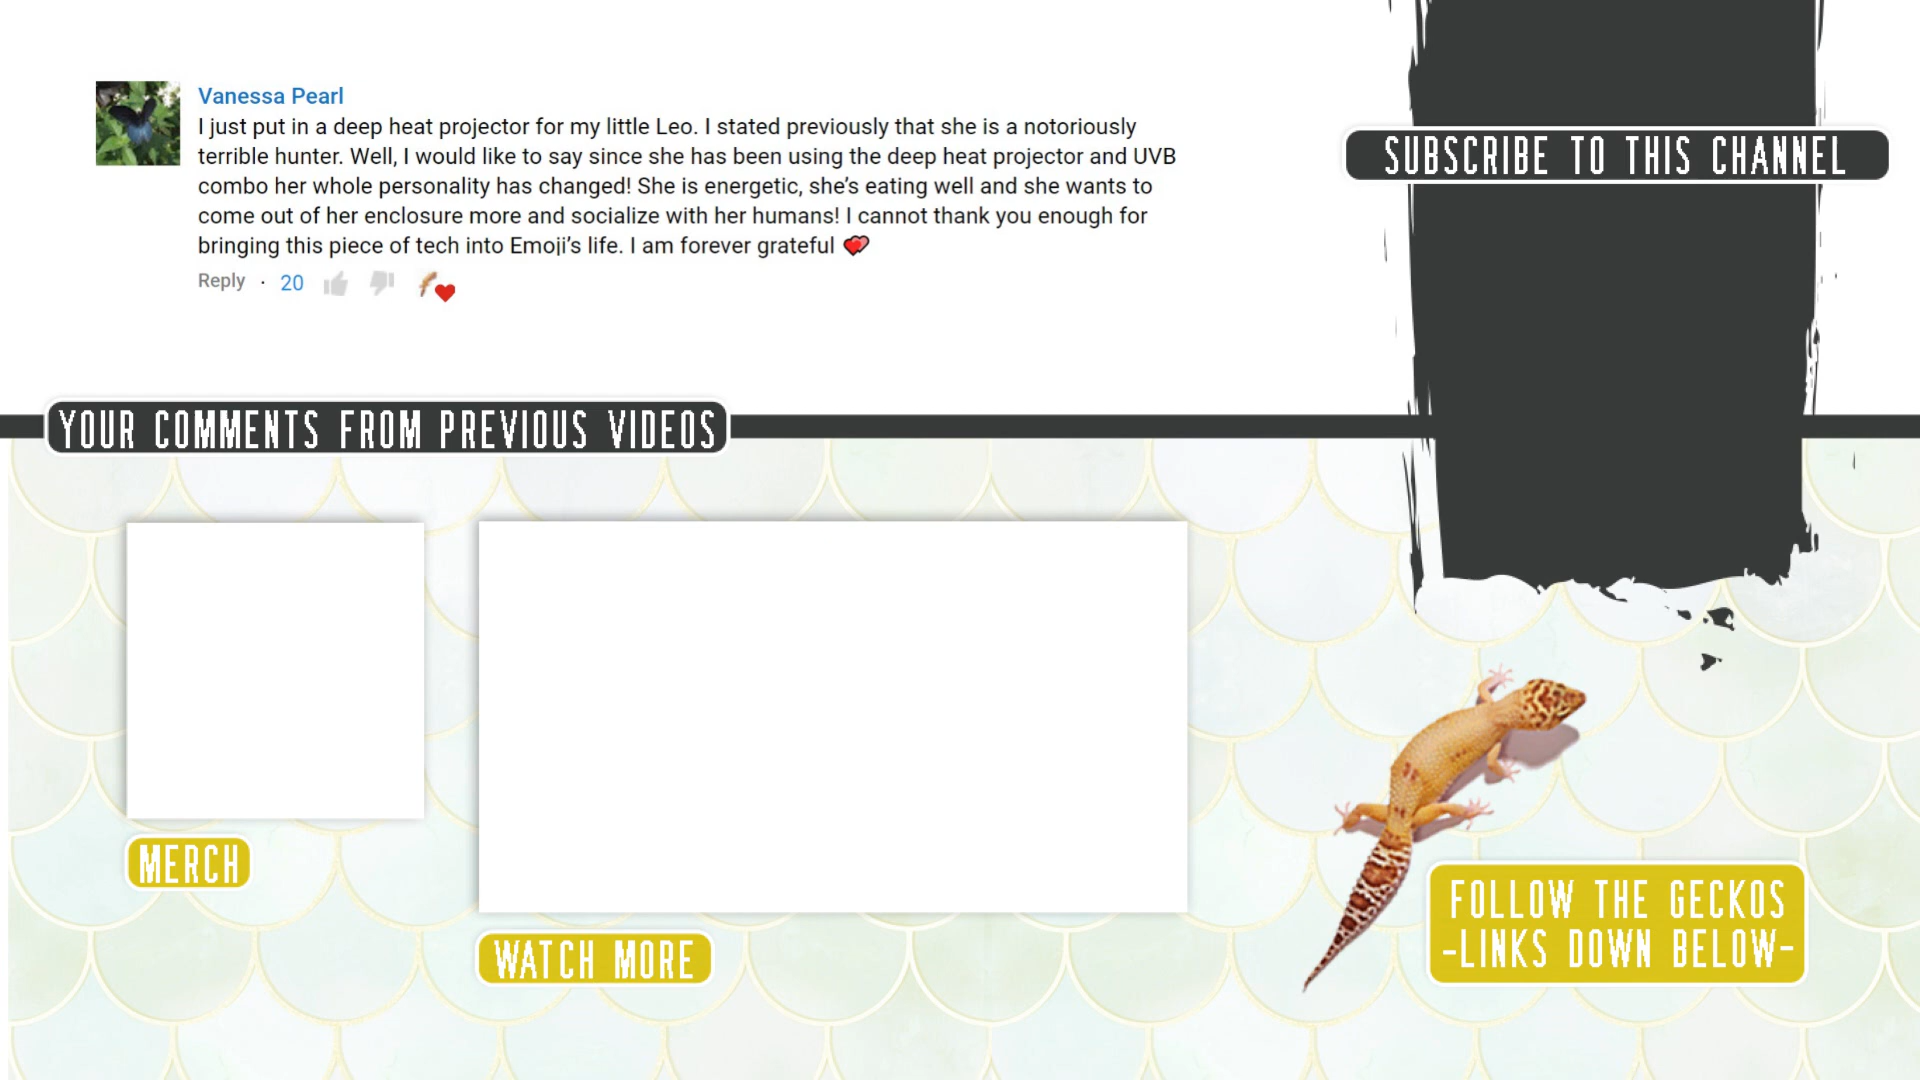 Vanessa Pearl
I just put in a deep heat projector for my little Leo. I stated previously that she is a notoriously
terrible hunter. Well, I would like to say since she has been using the deep heat projector and UVB
combo her whole personality has changed! She is energetic, she’s eating well and she wants to
come out of her enclosure more and socialize with her humans! I cannot thank you enough for
bringing this piece of tech into Emoji’s life. I am forever grateful 💕
Reply · 20
SUBSCRIBE TO THIS CHANNEL
YOUR COMMENTS FROM PREVIOUS VIDEOS
MERCH
WATCH MORE
FOLLOW THE GECKOS
-LINKS DOWN BELOW-